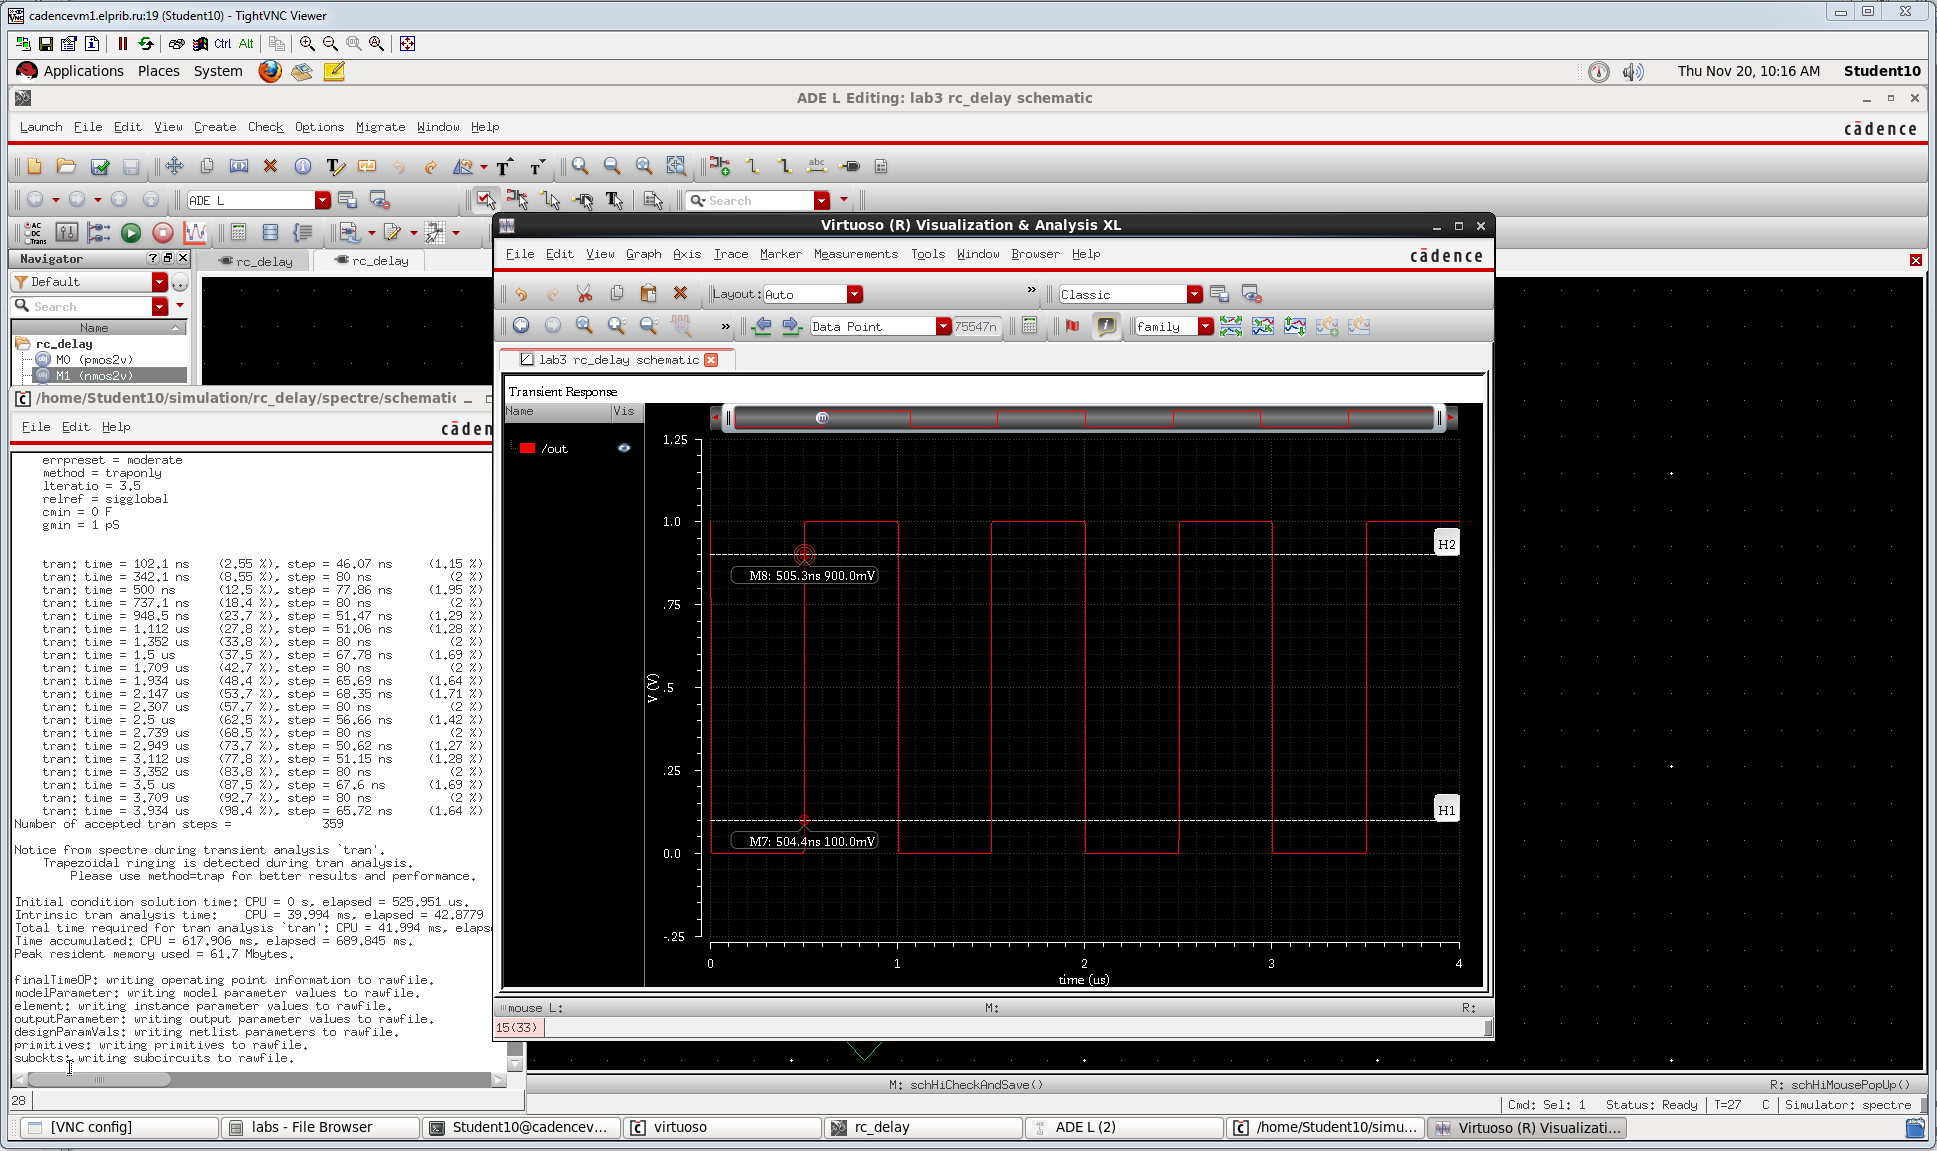 cadencevm1.elprib.ru:19 (Student10) - TightVNC Viewer
Ctrl Alt
Applications Places System Thu Nov 20, 10:16 AM Student10
ADE L Editing: lab3 rc_delay schematic
Launch File Edit View Create Check Options Migrate Window Help cādence
ADE L Search
AC
DC
Trans
Navigator
rc_delay rc_delay
Default
Search
Name
rc_delay
M0 (pmos2v)
M1 (nmos2v)
/home/Student10/simulation/rc_delay/spectre/schematic
File Edit Help cāden
errpreset = moderate
method = traponly
lteratio = 3.5
relref = sigglobal
cmin = 0 F
gmin = 1 pS
tran: time = 102.1 ns (2.55 %), step = 46.07 ns (1.15 %)
tran: time = 342.1 ns (8.55 %), step = 80 ns (2 %)
tran: time = 500 ns (12.5 %), step = 77.86 ns (1.95 %)
tran: time = 737.1 ns (18.4 %), step = 80 ns (2 %)
tran: time = 948.5 ns (23.7 %), step = 51.47 ns (1.29 %)
tran: time = 1.112 us (27.8 %), step = 51.06 ns (1.28 %)
tran: time = 1.352 us (33.8 %), step = 80 ns (2 %)
tran: time = 1.5 us (37.5 %), step = 67.78 ns (1.69 %)
tran: time = 1.709 us (42.7 %), step = 80 ns (2 %)
tran: time = 1.934 us (48.4 %), step = 65.69 ns (1.64 %)
tran: time = 2.147 us (53.7 %), step = 68.35 ns (1.71 %)
tran: time = 2.307 us (57.7 %), step = 80 ns (2 %)
tran: time = 2.5 us (62.5 %), step = 56.66 ns (1.42 %)
tran: time = 2.739 us (68.5 %), step = 80 ns (2 %)
tran: time = 2.949 us (73.7 %), step = 50.62 ns (1.27 %)
tran: time = 3.112 us (77.8 %), step = 51.15 ns (1.28 %)
tran: time = 3.352 us (83.8 %), step = 80 ns (2 %)
tran: time = 3.5 us (87.5 %), step = 67.6 ns (1.69 %)
tran: time = 3.709 us (92.7 %), step = 80 ns (2 %)
tran: time = 3.934 us (98.4 %), step = 65.72 ns (1.64 %)
Number of accepted tran steps = 359
Notice from spectre during transient analysis `tran'.
Trapezoidal ringing is detected during tran analysis.
Please use method=trap for better results and performance.
Initial condition solution time: CPU = 0 s, elapsed = 525.951 us.
Intrinsic tran analysis time: CPU = 39.994 ms, elapsed = 42.8779
Total time required for tran analysis `tran': CPU = 41.994 ms, elaps
Time accumulated: CPU = 617.906 ms, elapsed = 689.845 ms.
Peak resident memory used = 61.7 Mbytes.
finalTimeOP: writing operating point information to rawfile.
modelParameter: writing model parameter values to rawfile.
element: writing instance parameter values to rawfile.
outputParameter: writing output parameter values to rawfile.
designParamVals: writing netlist parameters to rawfile.
primitives: writing primitives to rawfile.
subckts: writing subcircuits to rawfile.
28
Virtuoso (R) Visualization & Analysis XL
File Edit View Graph Axis Trace Marker Measurements Tools Window Browser Help cādence
Layout: Auto » Classic
» Data Point 75547n family
lab3 rc_delay schematic
Transient Response
Name Vis
/out
1.25
1.0
.75
.5
.25
0.0
-.25
V (V)
H2
M8: 505.3ns 900.0mV
H1
M7: 504.4ns 100.0mV
0 1 2 3 4
time (us)
mouse L: M: R:
15(33)
M: schHiCheckAndSave() R: schHiMousePopUp()
Cmd: Sel: 1 Status: Ready T=27 C Simulator: spectre
[VNC config] labs - File Browser Student10@cadencev... virtuoso rc_delay ADE L (2) /home/Student10/simu... Virtuoso (R) Visualizati...